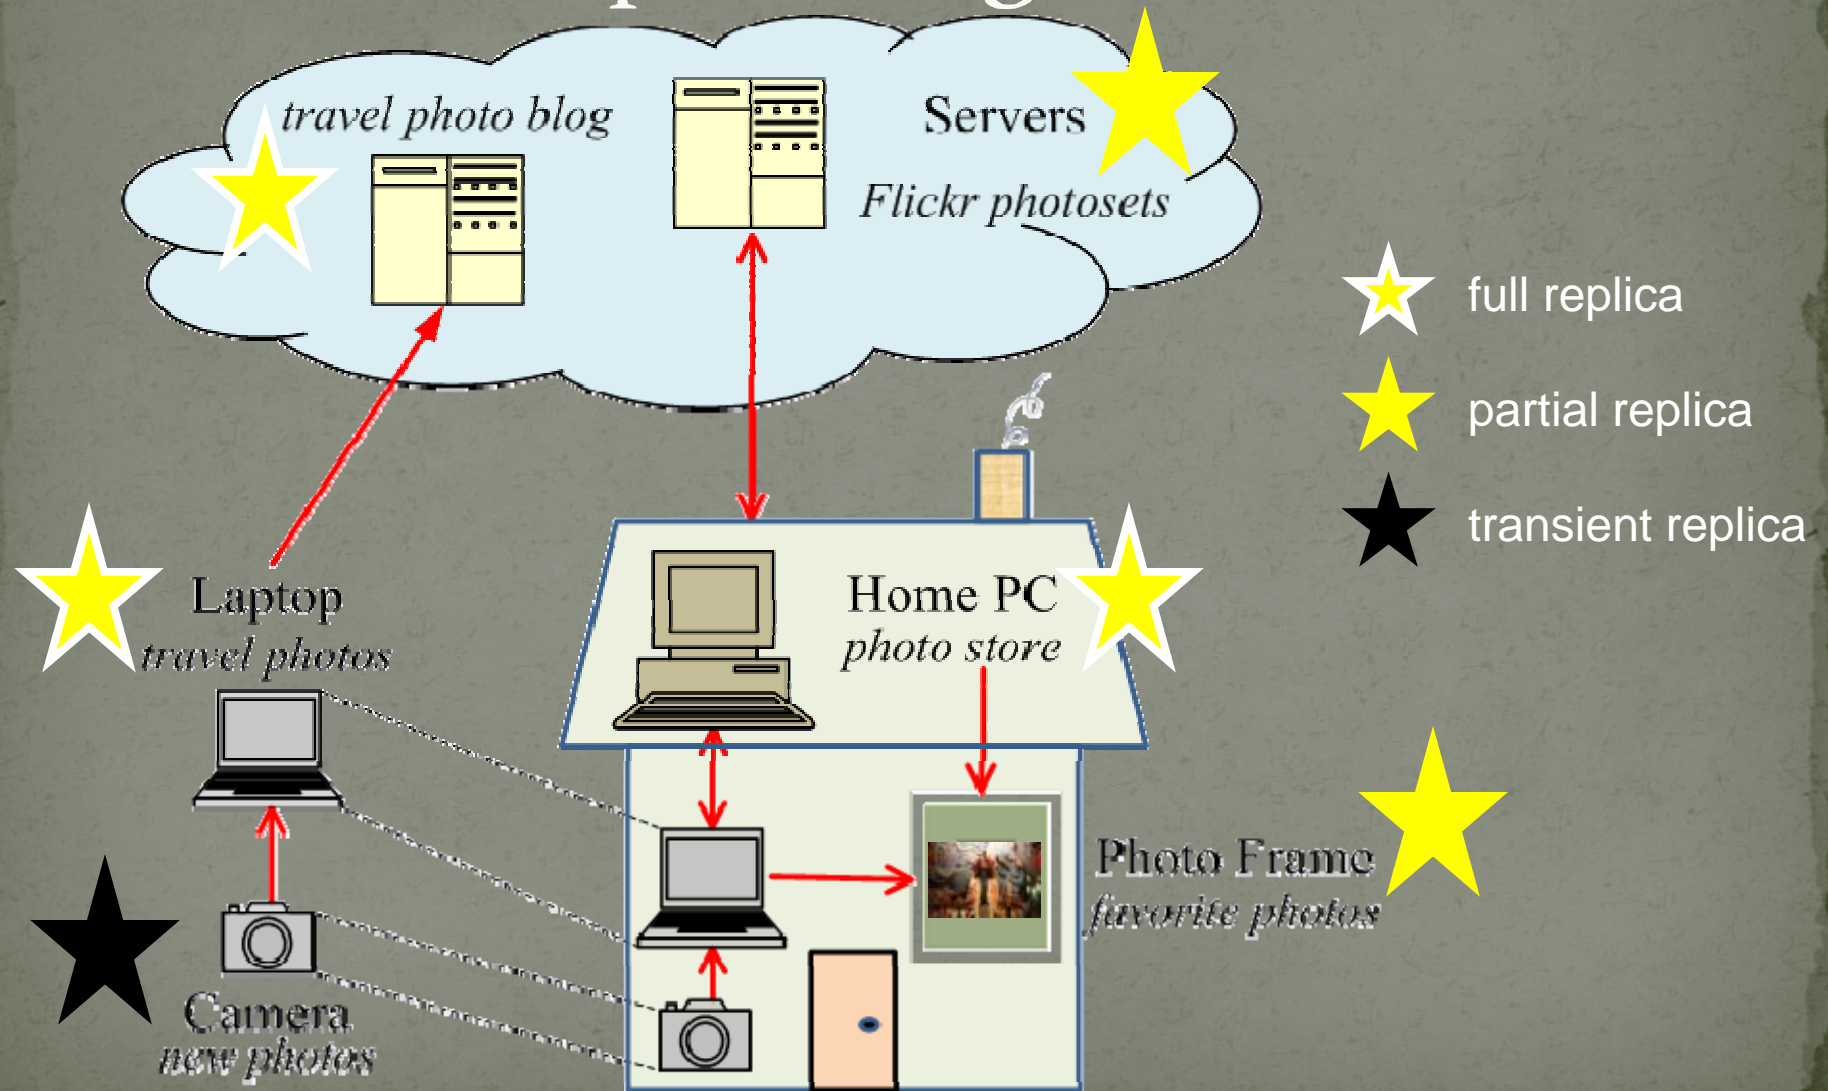 travel photo blog
Servers
Flickr photosets
full replica
partial replica
transient replica
Laptop
travel photos
Home PC
photo store
Photo Frame
favorite photos
Camera
new photos